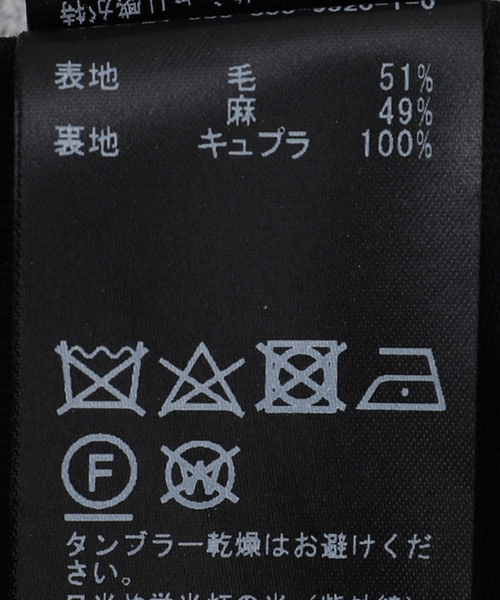 表地 毛 51%
麻 49%
裏地 キュプラ 100%
F
W
タンブラー乾燥はお避けくだ
さい。